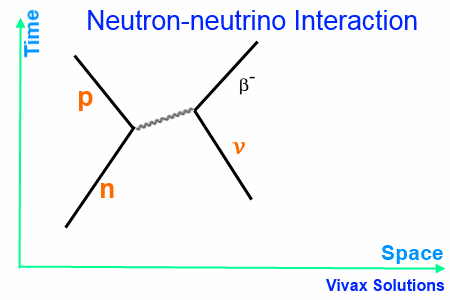 Neutron-neutrino Interaction
Time
p
β-
ν
n
Space
Vivax Solutions